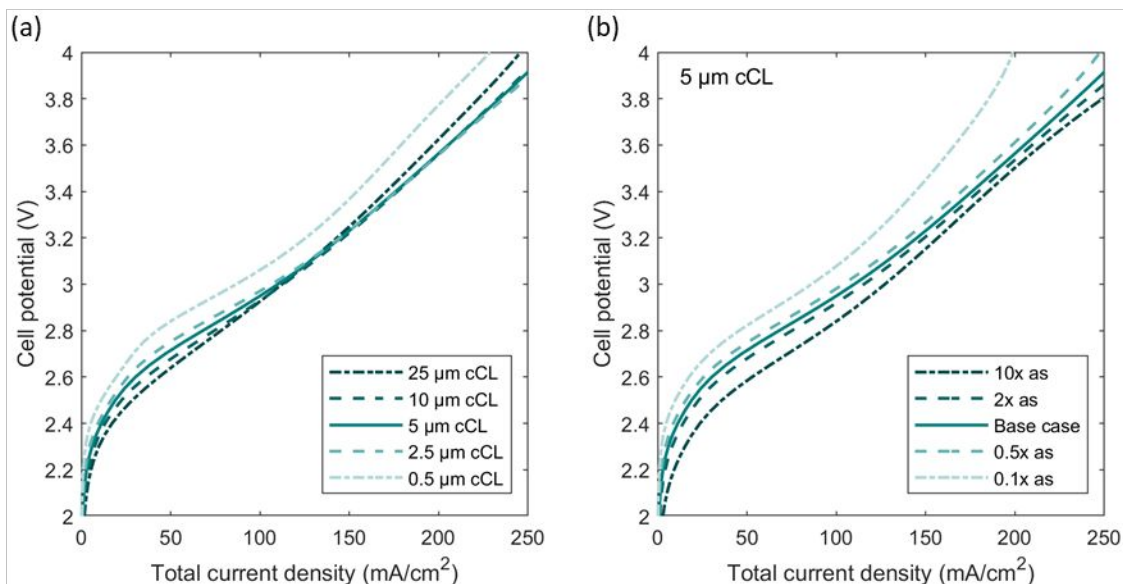 (a)
4
3.8
3.6
3.4
3.2
3
2.8
2.6
2.4
2.2
2
Cell potential (V)
25 µm cCL
10 µm cCL
5 µm cCL
2.5 µm cCL
0.5 µm cCL
0 50 100 150 200 250
Total current density (mA/cm²)
(b)
5 µm cCL
4
3.8
3.6
3.4
3.2
3
2.8
2.6
2.4
2.2
2
Cell potential (V)
10x as
2x as
Base case
0.5x as
0.1x as
0 50 100 150 200 250
Total current density (mA/cm²)